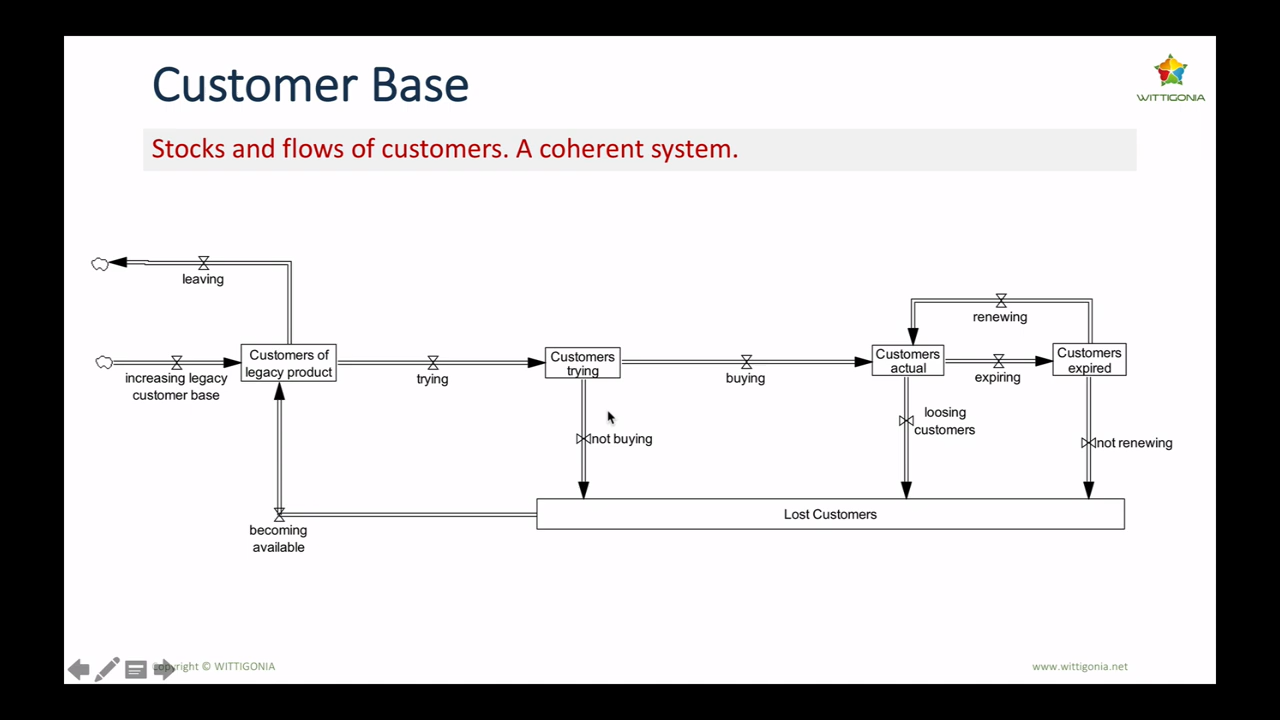 Customer Base
WITTIGONIA
Stocks and flows of customers. A coherent system.
leaving
renewing
Customers of
legacy product
Customers
trying
Customers
actual
Customers
expired
increasing legacy
customer base
trying
buying
expiring
loosing
customers
not buying
not renewing
Lost Customers
becoming
available
Copyright © WITTIGONIA
www.wittigonia.net